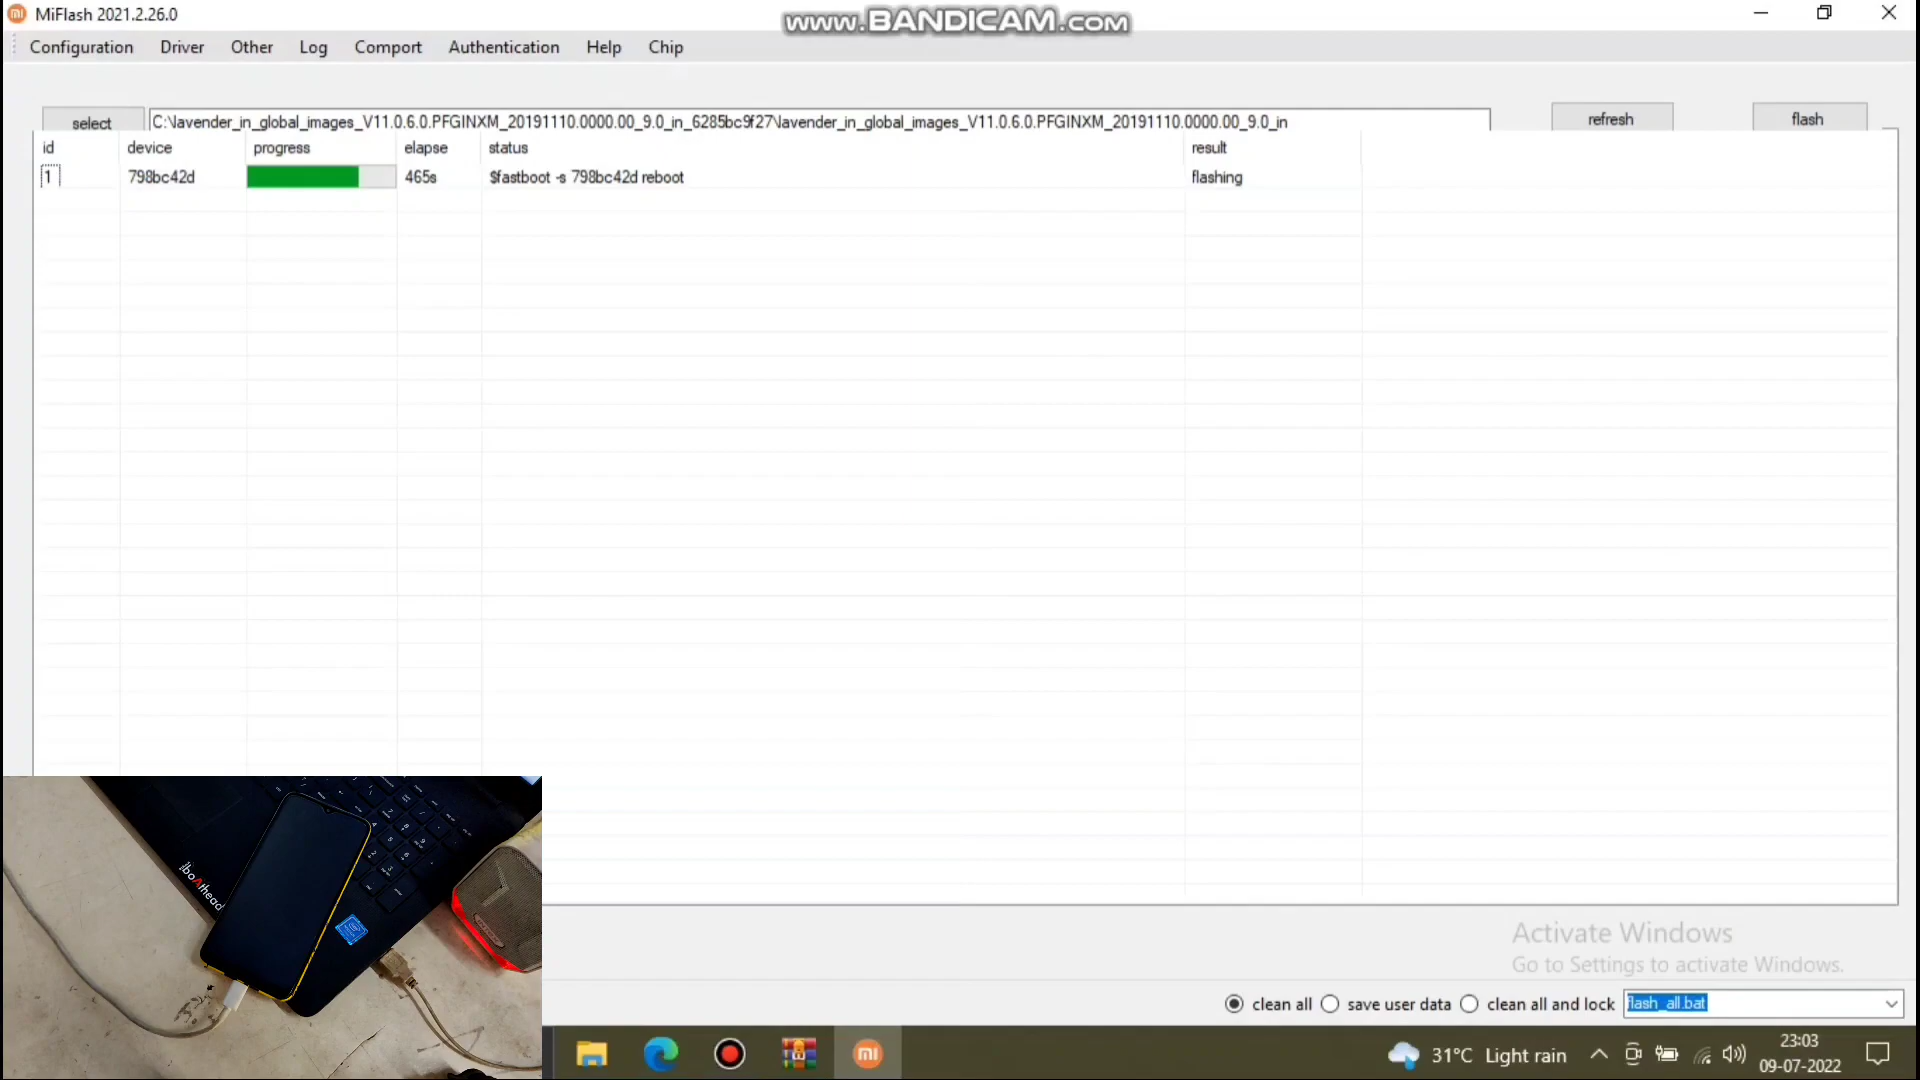 MiFlash 2021.2.26.0
www.BANDICAM.com
Configuration Driver Other Log Comport Authentication Help Chip
select C:\lavender_in_global_images_V11.0.6.0.PFGINXM_20191110.0000.00_9.0_in_6285bc9f27\lavender_in_global_images_V11.0.6.0.PFGINXM_20191110.0000.00_9.0_in refresh flash
id device progress elapse status result
1 798bc42d 465s $fastboot -s 798bc42d reboot flashing
Activate Windows
Go to Settings to activate Windows.
clean all save user data clean all and lock flash_all.bat
31°C Light rain
23:03
09-07-2022